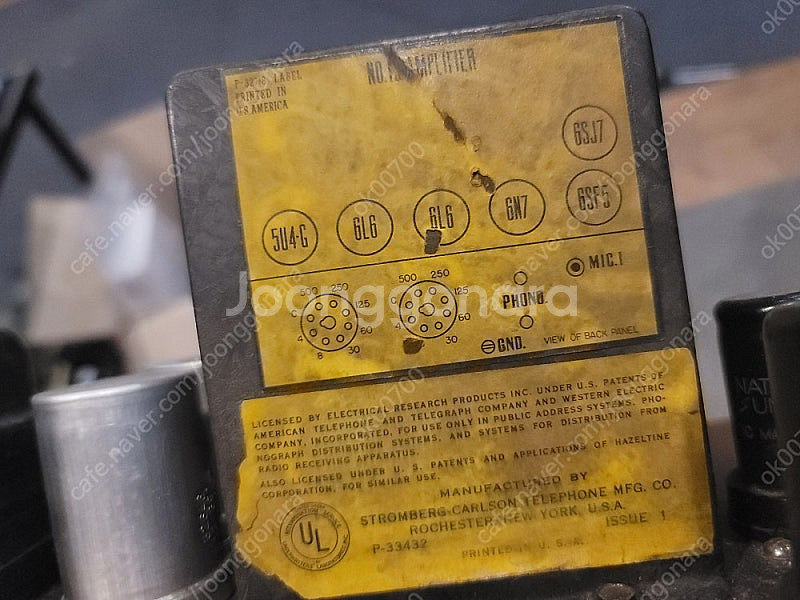 P-32 LABEL
PRINTED IN
U.S. AMERICA
NO. AMPLIFIER
6SJ7
5U4-G
6L6
6L6
6N7
6SF5
500 250
C 125
60
4 8 30
500 250
C 125
4 60
30
PHONO.
MIC. 1
GND.
VIEW OF BACK PANEL
LICENSED BY ELECTRICAL RESEARCH PRODUCTS INC. UNDER U.S. PATENTS OF
AMERICAN TELEPHONE AND TELEGRAPH COMPANY AND WESTERN ELECTRIC
COMPANY, INCORPORATED, FOR USE ONLY IN PUBLIC ADDRESS SYSTEMS, PHO-
NOGRAPH DISTRIBUTION SYSTEMS, AND SYSTEMS FOR DISTRIBUTION FROM
RADIO RECEIVING APPARATUS.
ALSO LICENSED UNDER U. S. PATENTS AND APPLICATIONS OF HAZELTINE
CORPORATION, FOR SIMILAR USE.
MANUFACTURED BY
STROMBERG-CARLSON TELEPHONE MFG. CO.
ROCHESTER, NEW YORK, U.S.A.
UL
P-33432
ISSUE 1
PRINTED IN U.S.A.
Joonggonara
cafe.naver.com/joonggonara